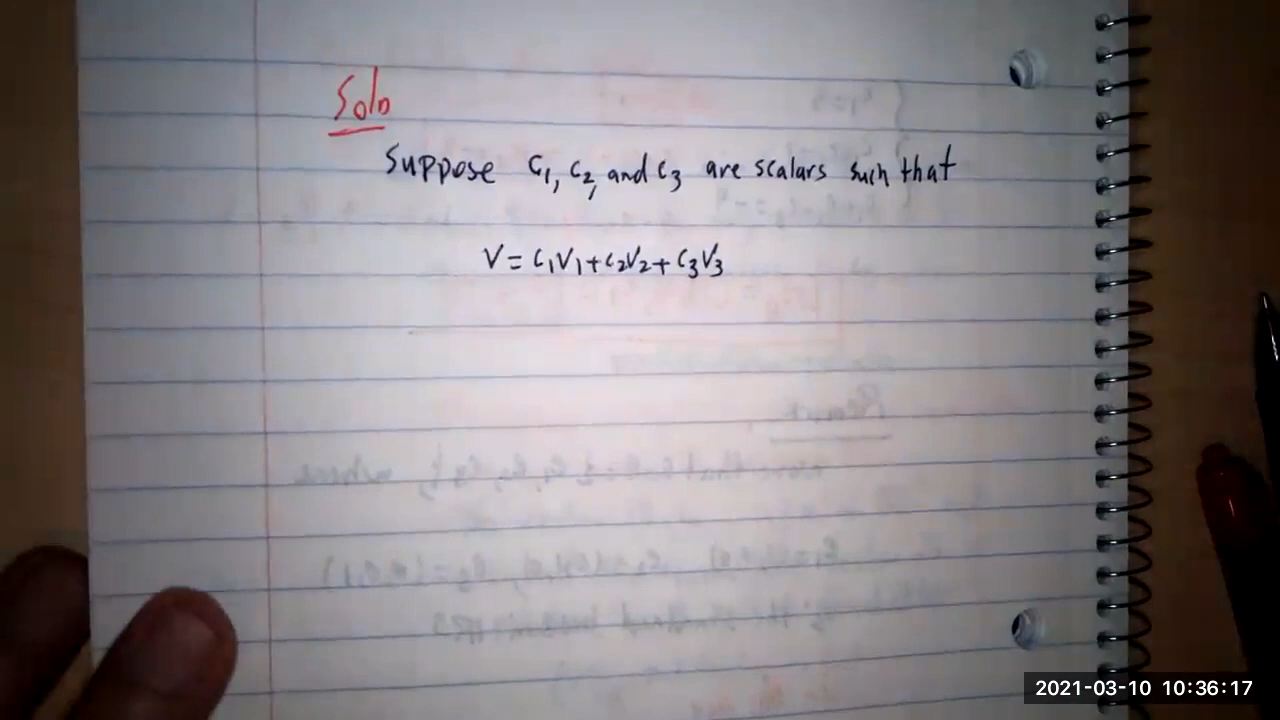 Soln
Suppose c₁, c₂, and c₃ are scalars such that
V = c₁V₁ + c₂V₂ + c₃V₃
2021-03-10 10:36:17